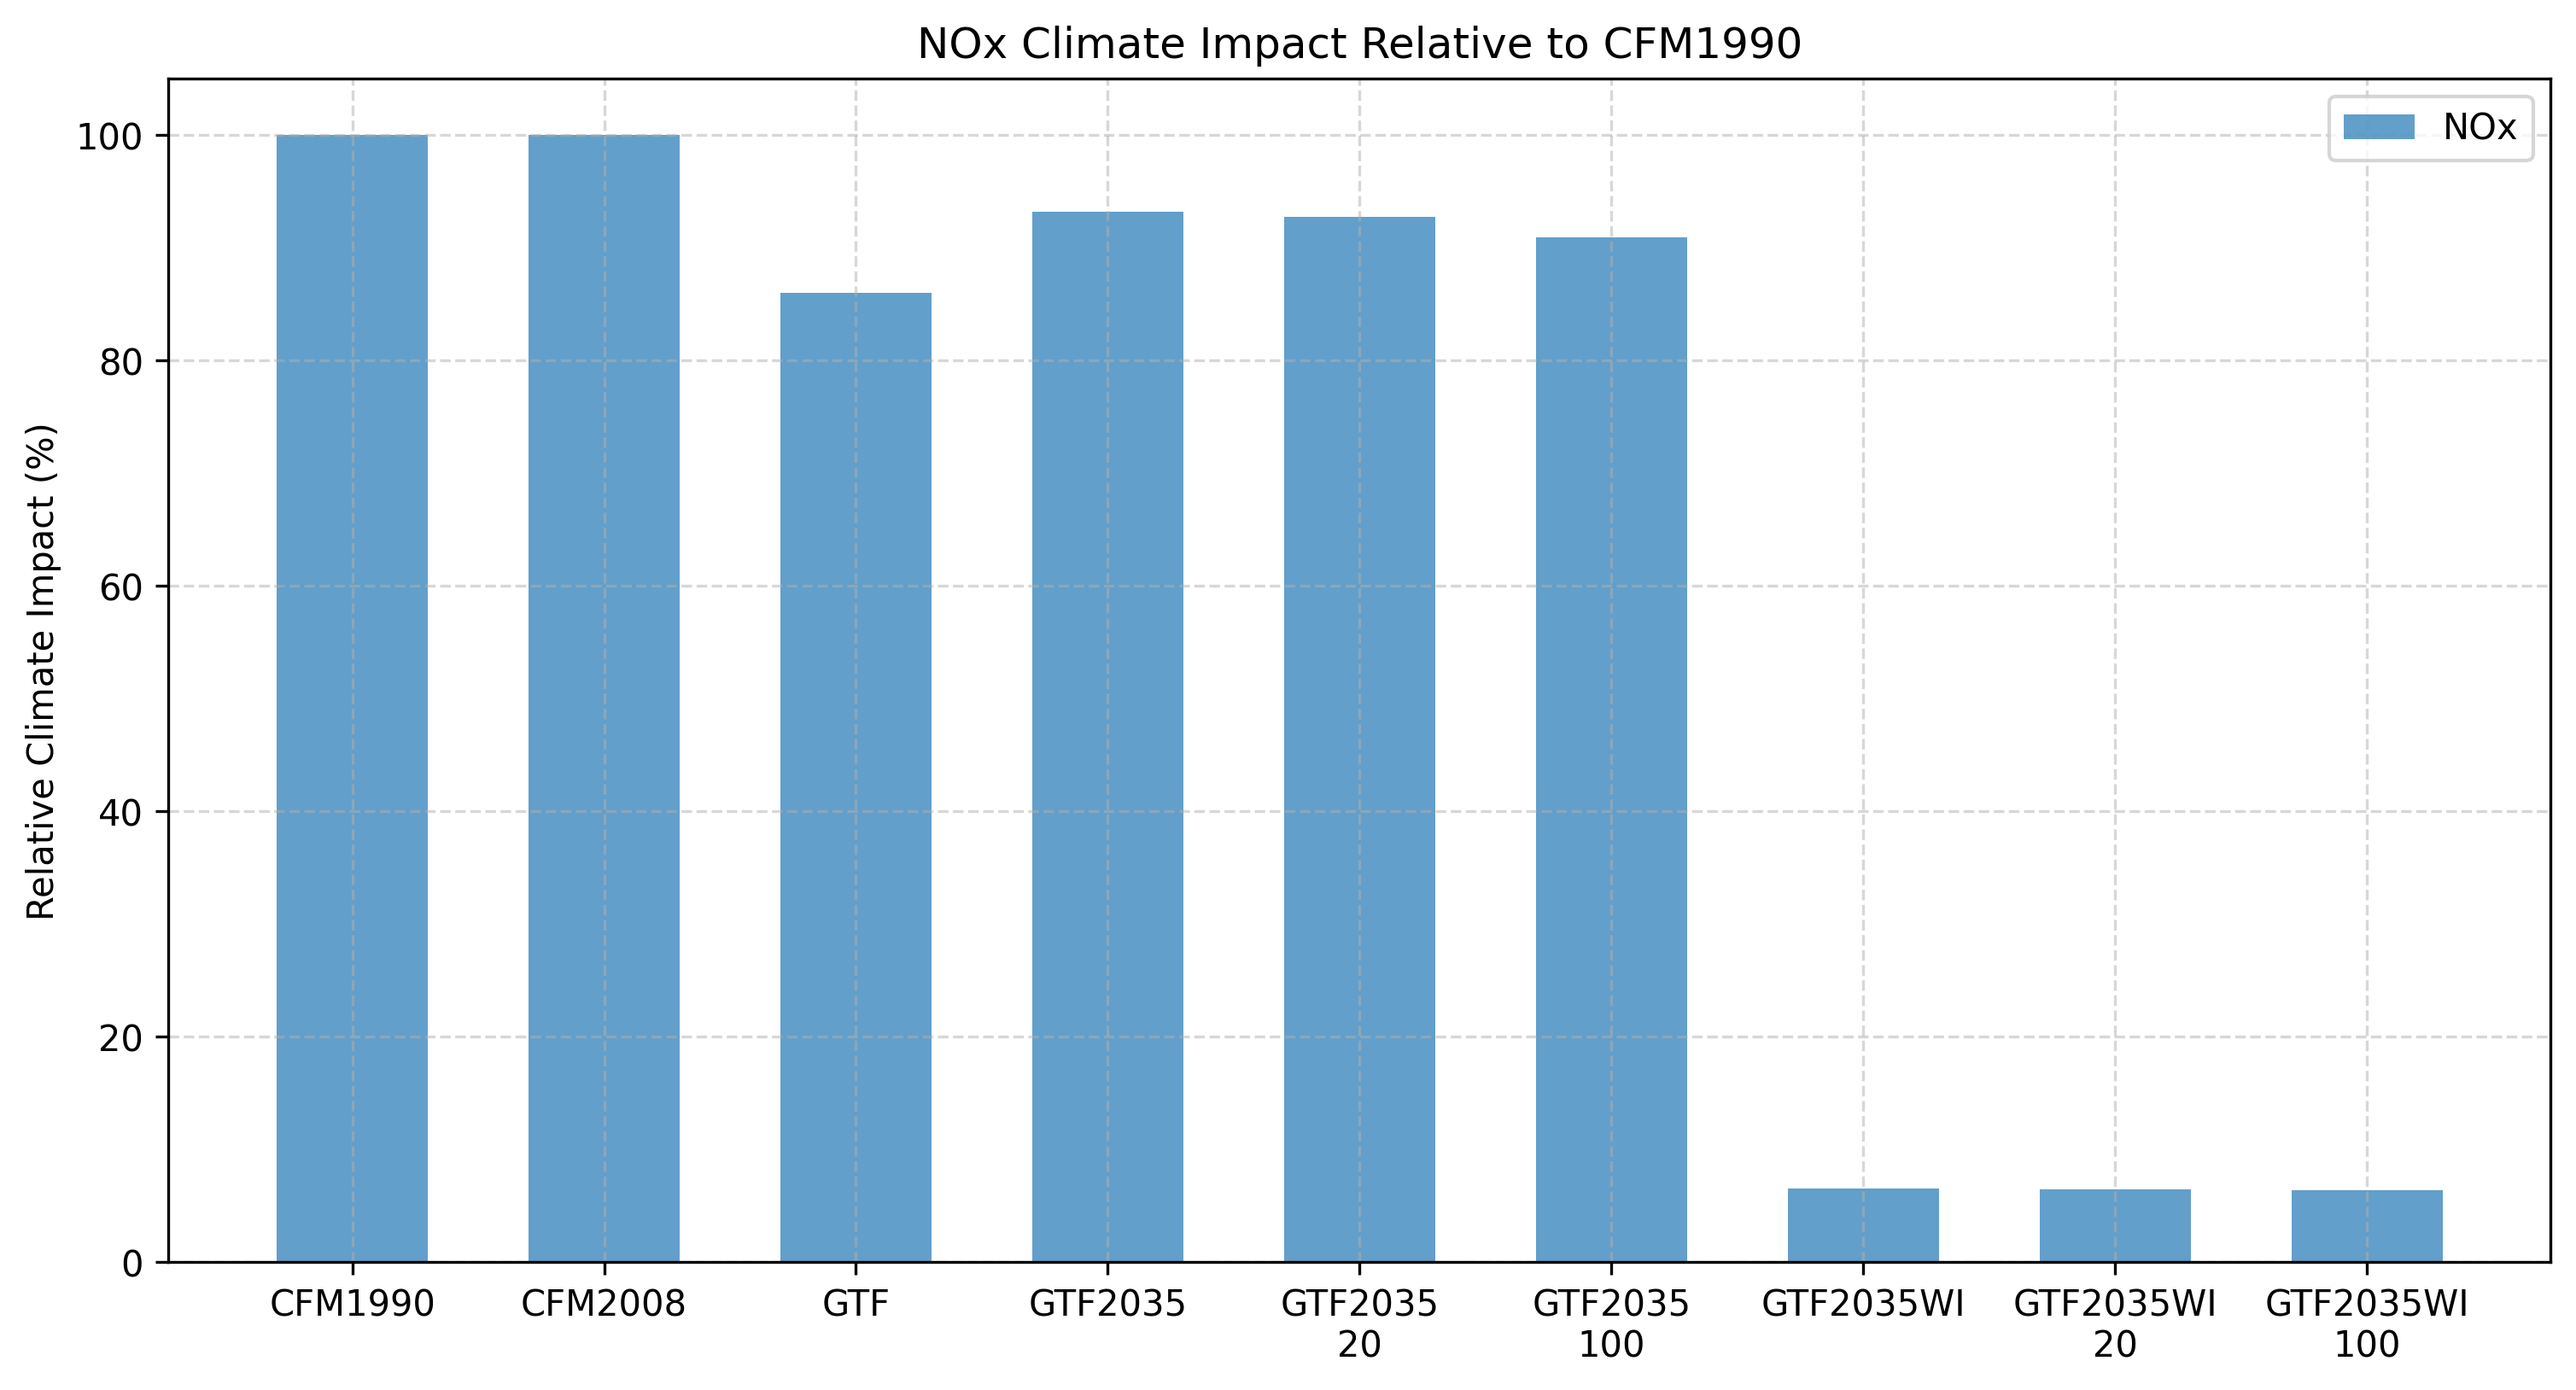 NOx Climate Impact Relative to CFM1990
NOx
Relative Climate Impact (%)
100
80
60
40
20
0
CFM1990
CFM2008
GTF
GTF2035
GTF2035
20
GTF2035
100
GTF2035WI
GTF2035WI
20
GTF2035WI
100